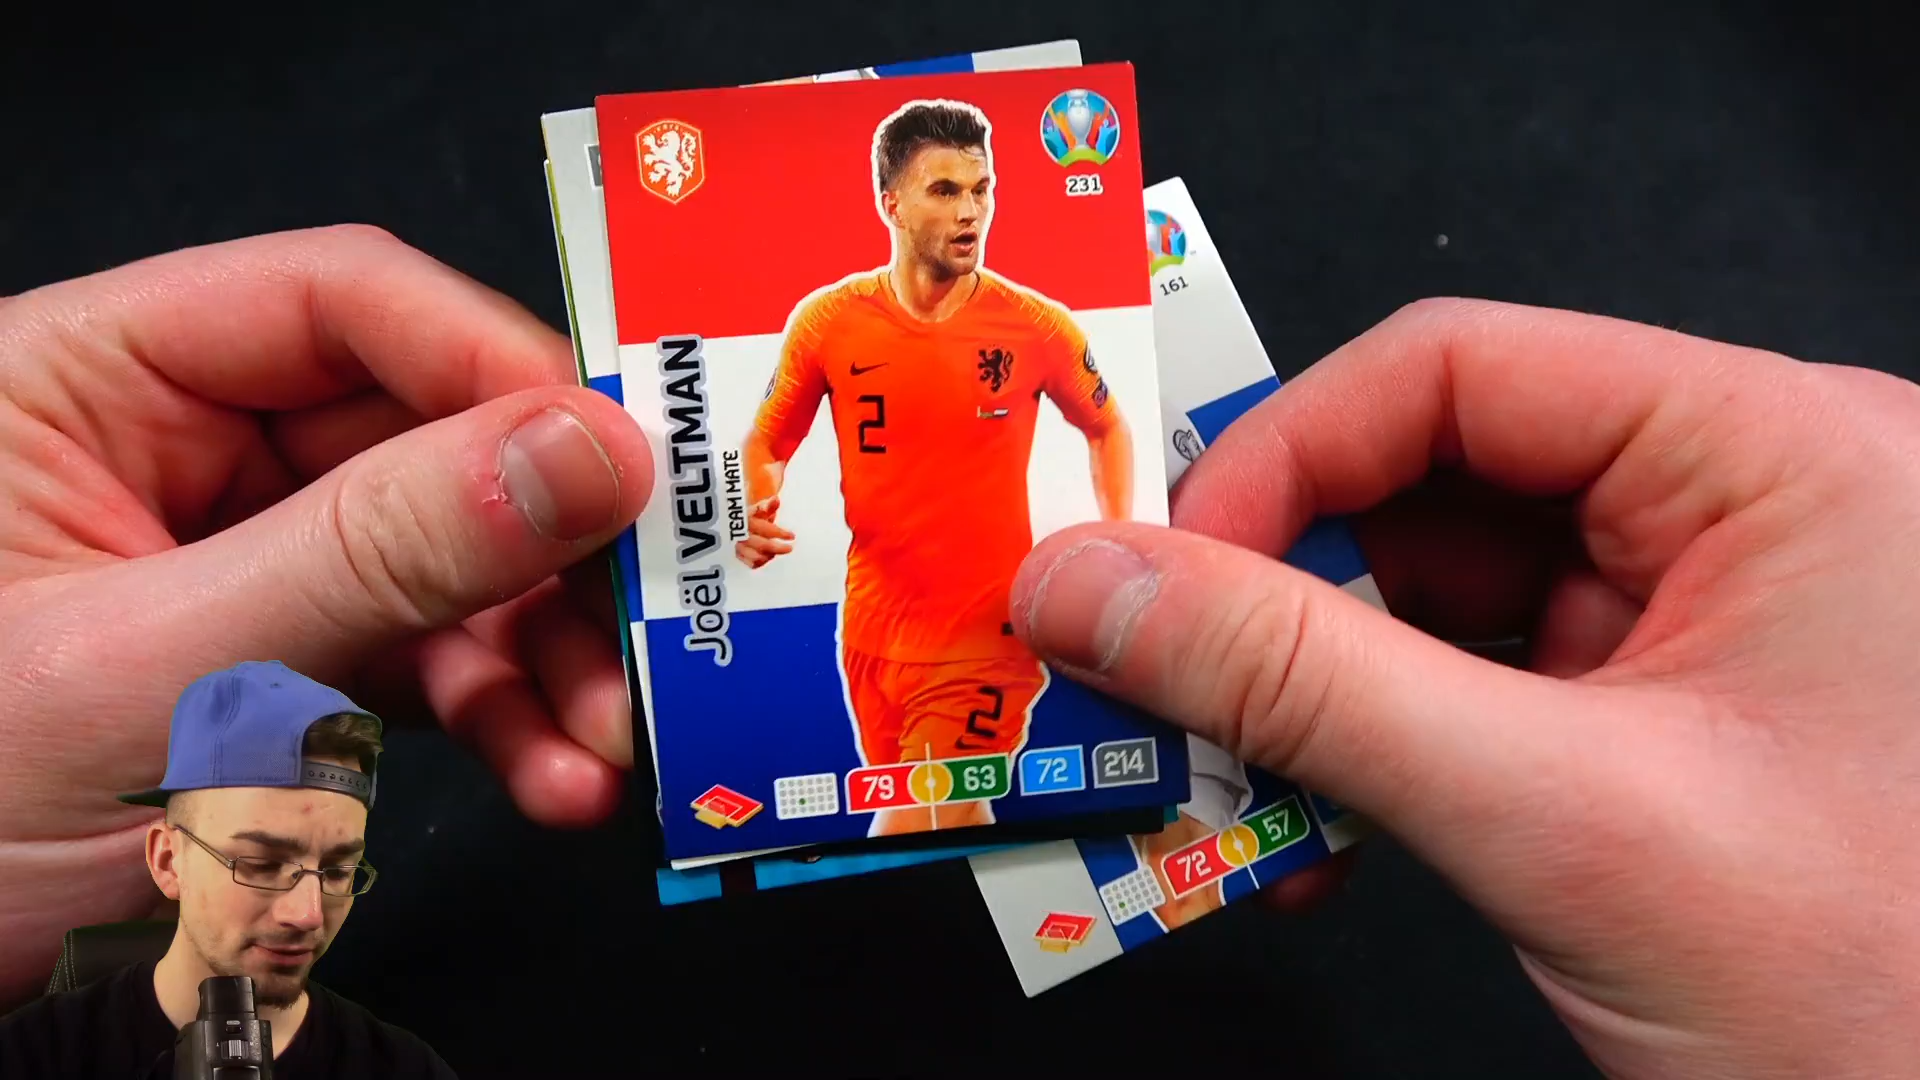 231
Joël VELTMAN
TEAM MATE
2
2
79 63 72 214
161
72 57